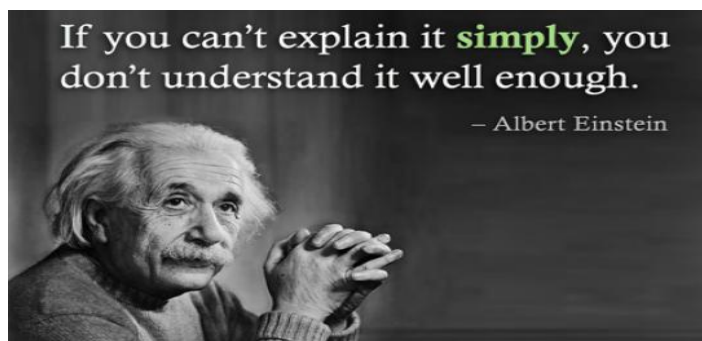 If you can’t explain it simply, you
don’t understand it well enough.
– Albert Einstein